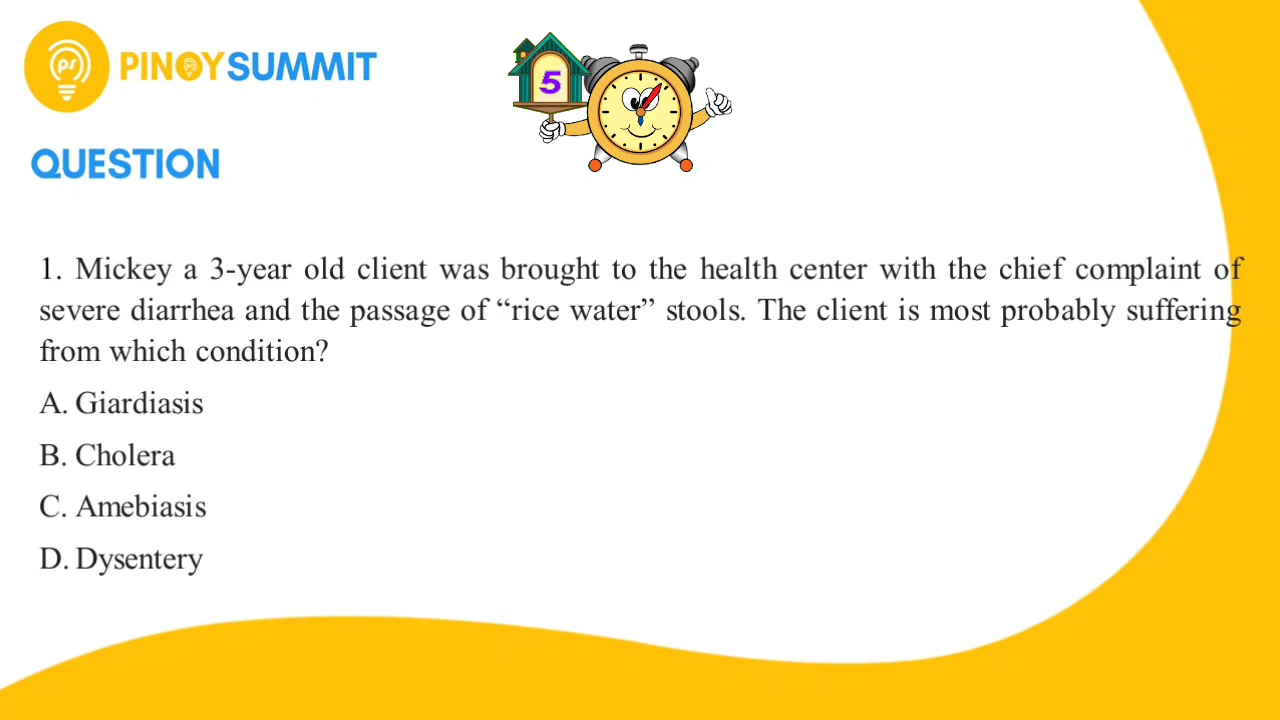 PINOYSUMMIT
5
QUESTION
1. Mickey a 3-year old client was brought to the health center with the chief complaint of
severe diarrhea and the passage of “rice water” stools. The client is most probably suffering
from which condition?
A. Giardiasis
B. Cholera
C. Amebiasis
D. Dysentery